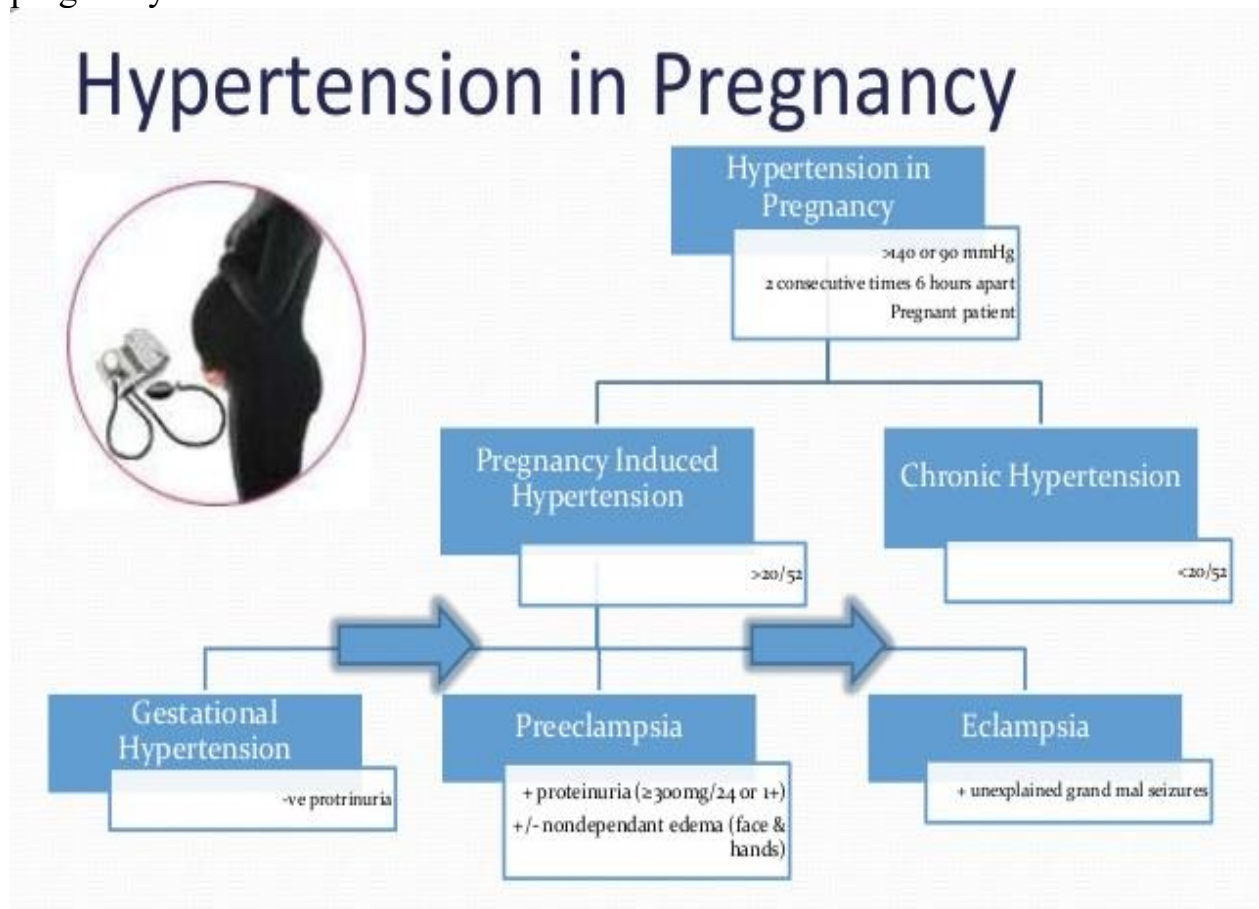 Hypertension in Pregnancy
Hypertension in
Pregnancy
>140 or 90 mmHg
2 consecutive times 6 hours apart
Pregnant patient
Pregnancy Induced
Hypertension
>20/52
Chronic Hypertension
<20/52
Gestational
Hypertension
-ve protrinuria
Preeclampsia
+ proteinuria (≥300mg/24 or 1+)
+/- nondependant edema (face &
hands)
Eclampsia
+ unexplained grand mal seizures